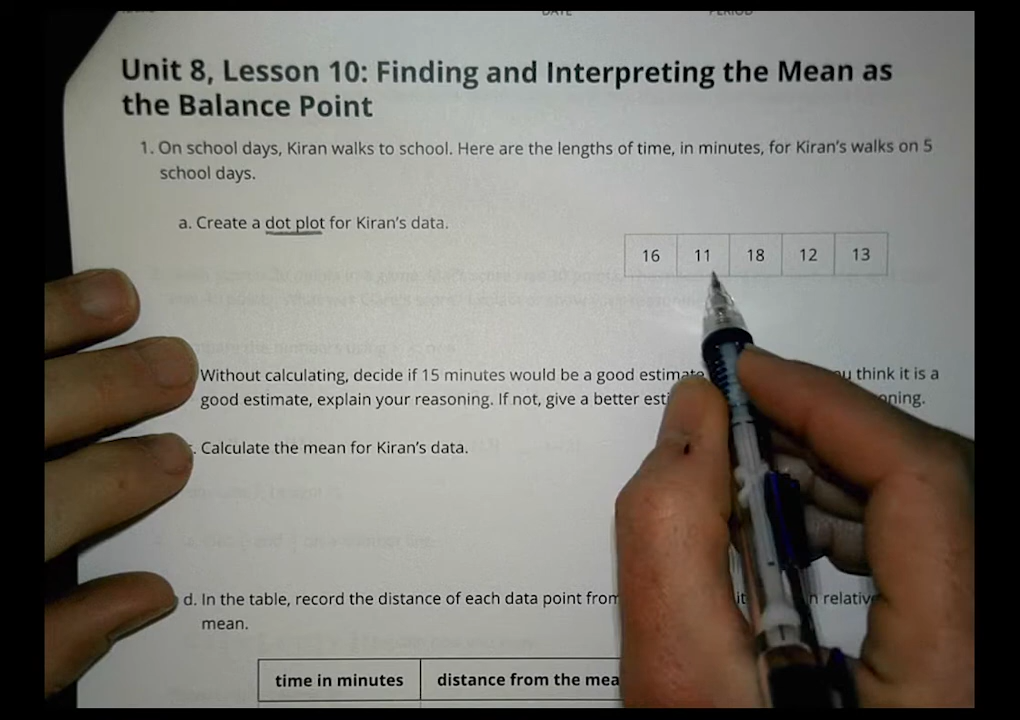 Unit 8, Lesson 10: Finding and Interpreting the Mean as
the Balance Point
1. On school days, Kiran walks to school. Here are the lengths of time, in minutes, for Kiran's walks on 5
school days.
a. Create a dot plot for Kiran's data.
16 11 18 12 13
Without calculating, decide if 15 minutes would be a good estimate think it is a
good estimate, explain your reasoning. If not, give a better
Calculate the mean for Kiran's data.
d. In the table, record the distance of each data point from
mean.
time in minutes distance from the